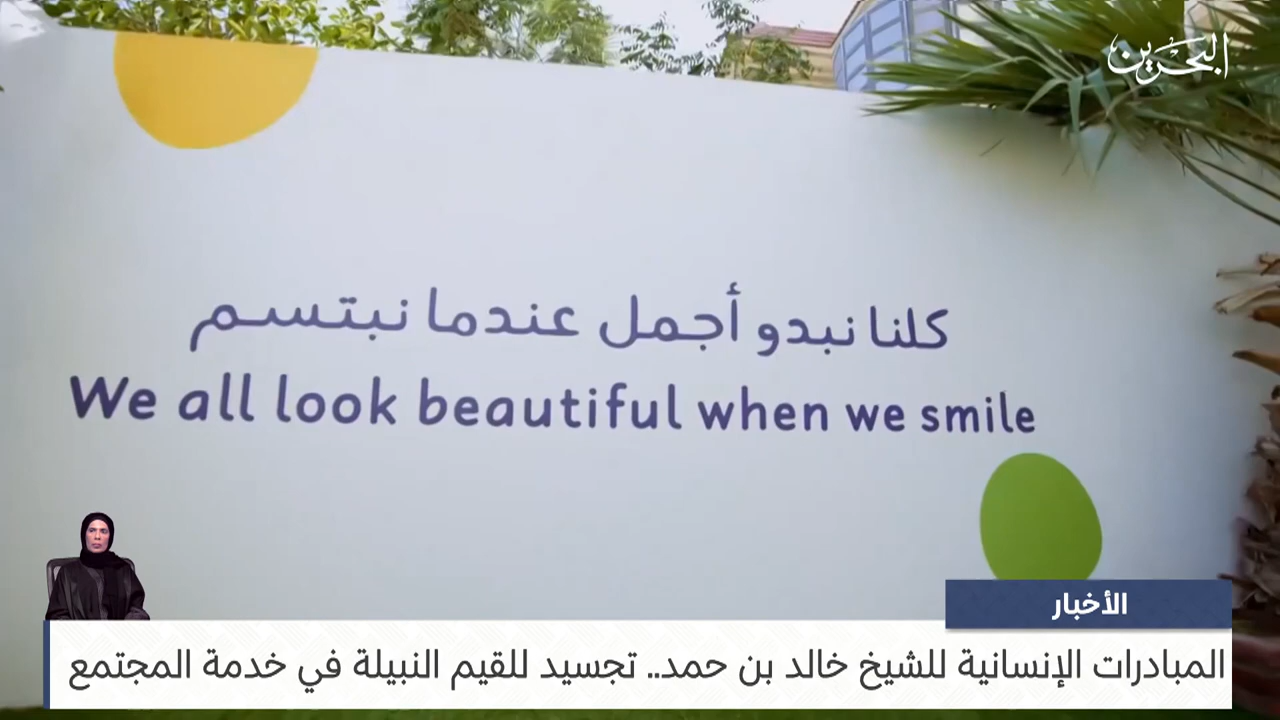 البحرين
كلنا نبدو أجمل عندما نبتسم
We all look beautiful when we smile
الأخبار
المبادرات الإنسانية للشيخ خالد بن حمد.. تجسيد للقيم النبيلة في خدمة المجتمع